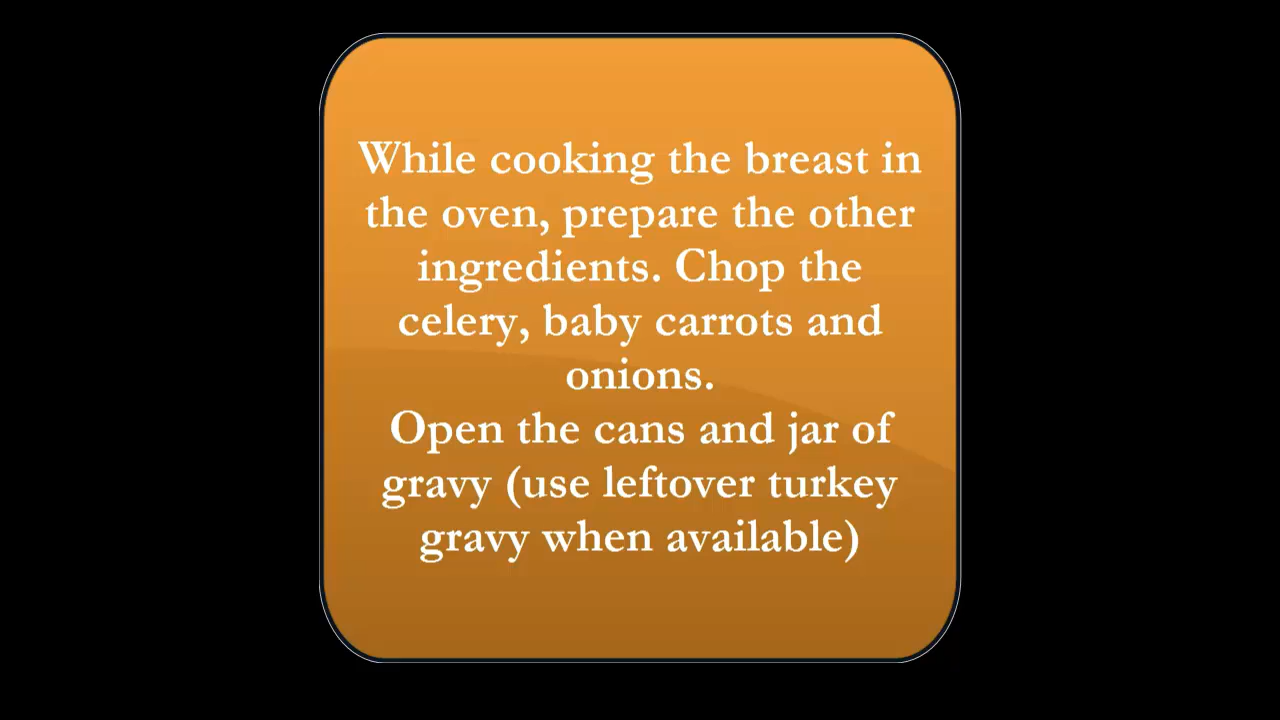 While cooking the breast in
the oven, prepare the other
ingredients. Chop the
celery, baby carrots and
onions.
Open the cans and jar of
gravy (use leftover turkey
gravy when available)